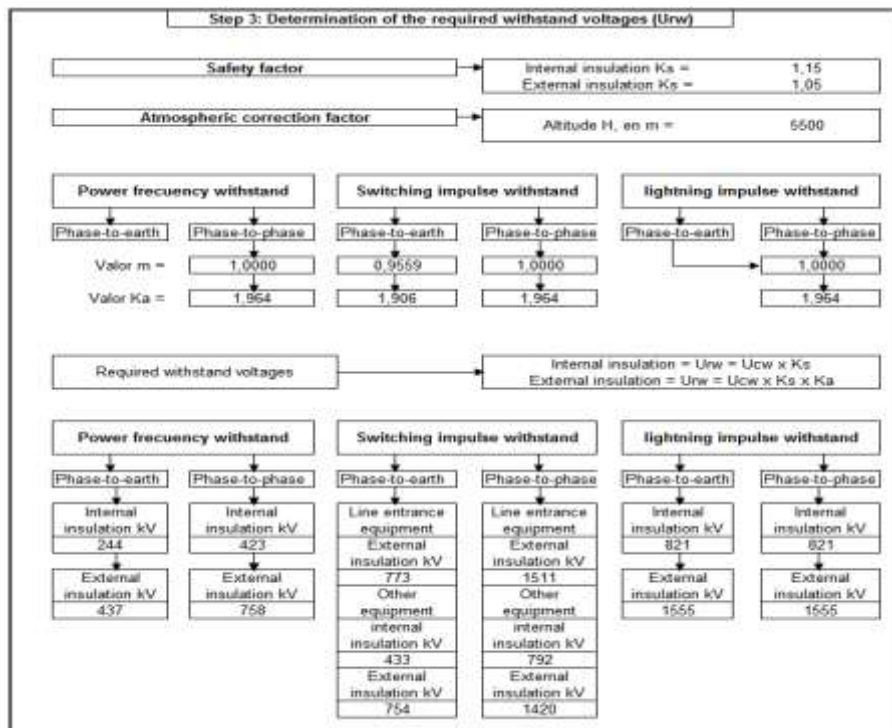 Step 3: Determination of the required withstand voltages (Urw)
Safety factor
Internal insulation Ks = 1,15
External insulation Ks = 1,05
Atmospheric correction factor
Altitude H, en m = 5500
Power frecuency withstand Switching impulse withstand lightning impulse withstand
Phase-to-earth Phase-to-phase Phase-to-earth Phase-to-phase Phase-to-earth Phase-to-phase
Valor m = 1,0000 0,9559 1,0000 1,0000
Valor Ka = 1,964 1,906 1,964 1,964
Required withstand voltages
Internal insulation = Urw = Ucw x Ks
External insulation = Urw = Ucw x Ks x Ka
Power frecuency withstand Switching impulse withstand lightning impulse withstand
Phase-to-earth Phase-to-phase Phase-to-earth Phase-to-phase Phase-to-earth Phase-to-phase
Internal
insulation kV
244
External
insulation kV
437
Internal
insulation kV
423
External
insulation kV
758
Line entrance
equipment
External
insulation kV
773
Other
equipment
internal
insulation kV
433
External
insulation kV
754
Line entrance
equipment
External
insulation kV
1511
Other
equipment
internal
insulation kV
792
External
insulation kV
1420
Internal
insulation kV
821
External
insulation kV
1555
Internal
insulation kV
821
External
insulation kV
1555